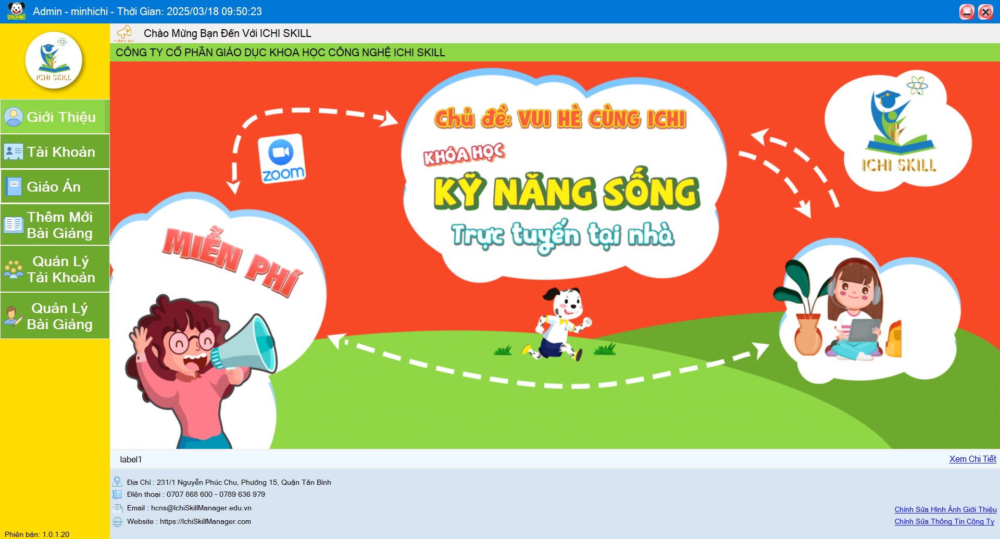 Admin - minhichi - Thời Gian: 2025/03/18 09:50:23
ICHI SKILL
THÔNG BÁO
Chào Mừng Bạn Đến Với ICHI SKILL
CÔNG TY CỔ PHẦN GIÁO DỤC KHOA HỌC CÔNG NGHỆ ICHI SKILL
ICHI SKILL
Giới Thiệu
Tài Khoản
Giáo Án
Thêm Mới
Bài Giảng
Quản Lý
Tải Khoản
Quản Lý
Bài Giảng
Chủ đề: VUI HÈ CÙNG ICHI
KHÓA HỌC
KỸ NĂNG SỐNG
Trực tuyến tại nhà
zoom
ICHI SKILL
MIỄN PHÍ
label1
Xem Chi Tiết
Địa Chỉ : 231/1 Nguyễn Phúc Chu, Phường 15, Quận Tân Bình
Điện thoại : 0707 868 600 - 0789 636 979
Email : hcns@IchiSkillManager.edu.vn
WWW
Website : https://IchiSkillManager.com
Chỉnh Sửa Hình Ảnh Giới Thiệu
Chỉnh Sửa Thông Tin Công Ty
Phiên bản: 1.0.1.20